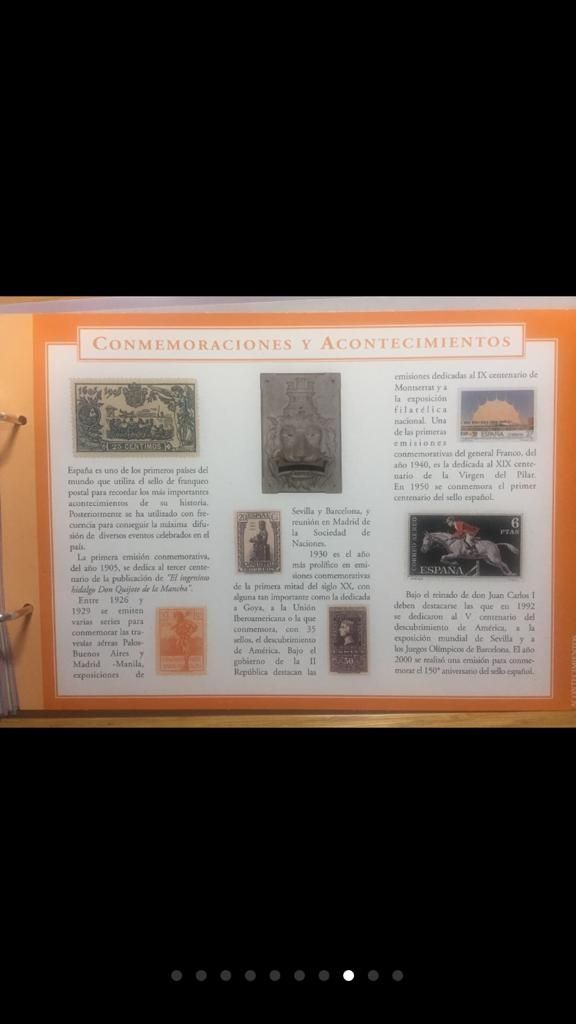 CONMEMORACIONES Y ACONTECIMIENTOS
1605 1905
25 CENTIMOS
España es uno de los primeros países del
mundo que utiliza el sello de franqueo
postal para recordar los más importantes
acontecimientos de su historia.
Posteriormente se ha utilizado con fre-
cuencia para conseguir la máxima difu-
sión de diversos eventos celebrados en el
país.
La primera emisión conmemorativa,
del año 1905, se dedica al tercer cente-
nario de la publicación de "El ingenioso
hidalgo Don Quijote de la Mancha".
Entre 1926 y
1929 se emiten
varias series para
conmemorar las tra-
vesías aéreas Palos-
Buenos Aires y
Madrid -Manila,
exposiciones de
20 ESPAÑA
Sevilla y Barcelona, y
reunión en Madrid de
la Sociedad de
Naciones.
1930 es el año
más prolífico en emi-
siones conmemorativas
de la primera mitad del siglo XX, con
alguna tan importante como la dedicada
a Goya, a la Unión
Iberoamericana o la que
conmemora, con 35
sellos, el descubrimiento
de América. Bajo el
gobierno de la II
República destacan las
50
emisiones dedicadas al IX centenario de
Montserrat y a
la exposición
filatélica
nacional. Una
de las primeras
emisiones
conmemorativas del general Franco, del
año 1940, es la dedicada al XIX cente-
nario de la Virgen del Pilar.
En 1950 se conmemora el primer
centenario del sello español.
ESPAÑA 27
CORREO AEREO
6
PTAS
ESPAÑA
Bajo el reinado de don Juan Carlos I
deben destacarse las que en 1992
se dedicaron al V centenario del
descubrimiento de América, a la
exposición mundial de Sevilla y a
los Juegos Olímpicos de Barcelona. El año
2000 se realizó una emisión para conme-
morar el 150º aniversario del sello español.